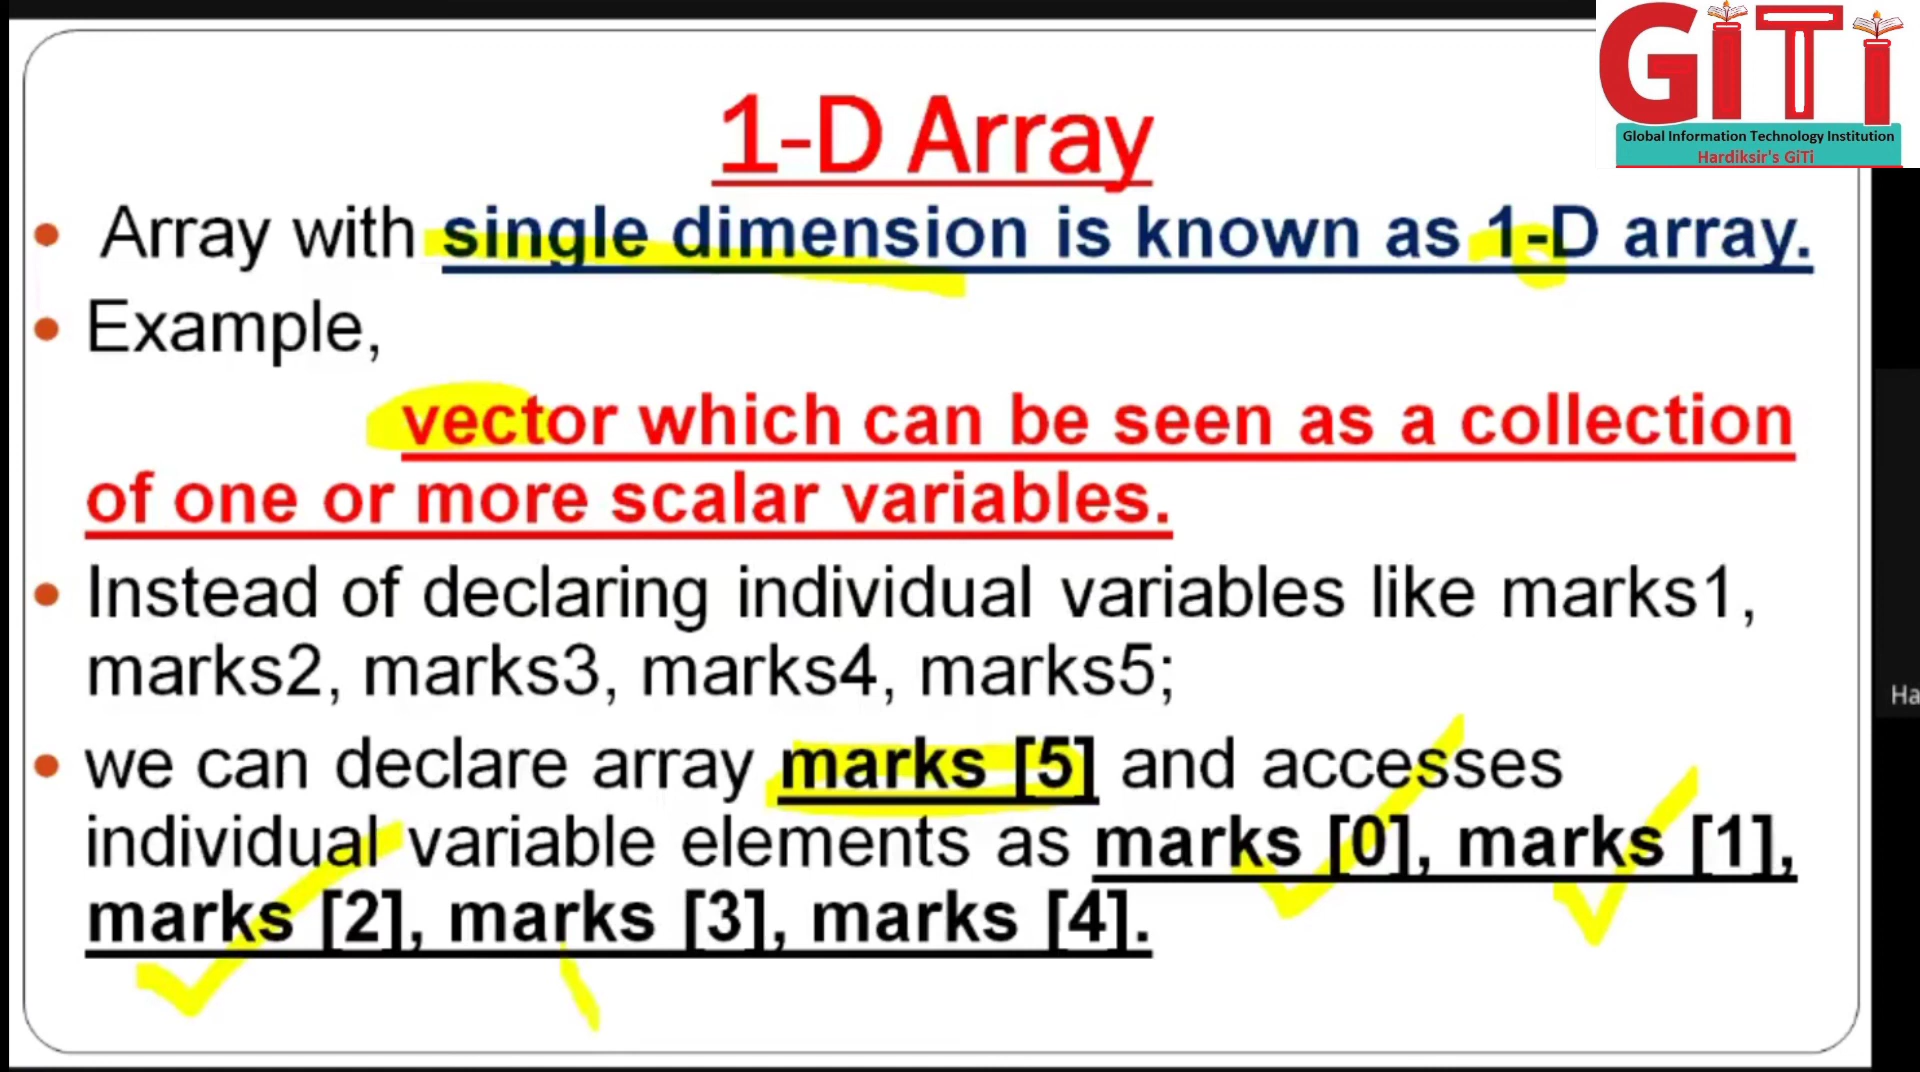 GiTi
Global Information Technology Institution
Hardiksir's GiTi
1-D Array
• Array with single dimension is known as 1-D array.
• Example,
vector which can be seen as a collection
of one or more scalar variables.
• Instead of declaring individual variables like marks1,
marks2, marks3, marks4, marks5;
• we can declare array marks [5] and accesses
individual variable elements as marks [0], marks [1],
marks [2], marks [3], marks [4].
Ha